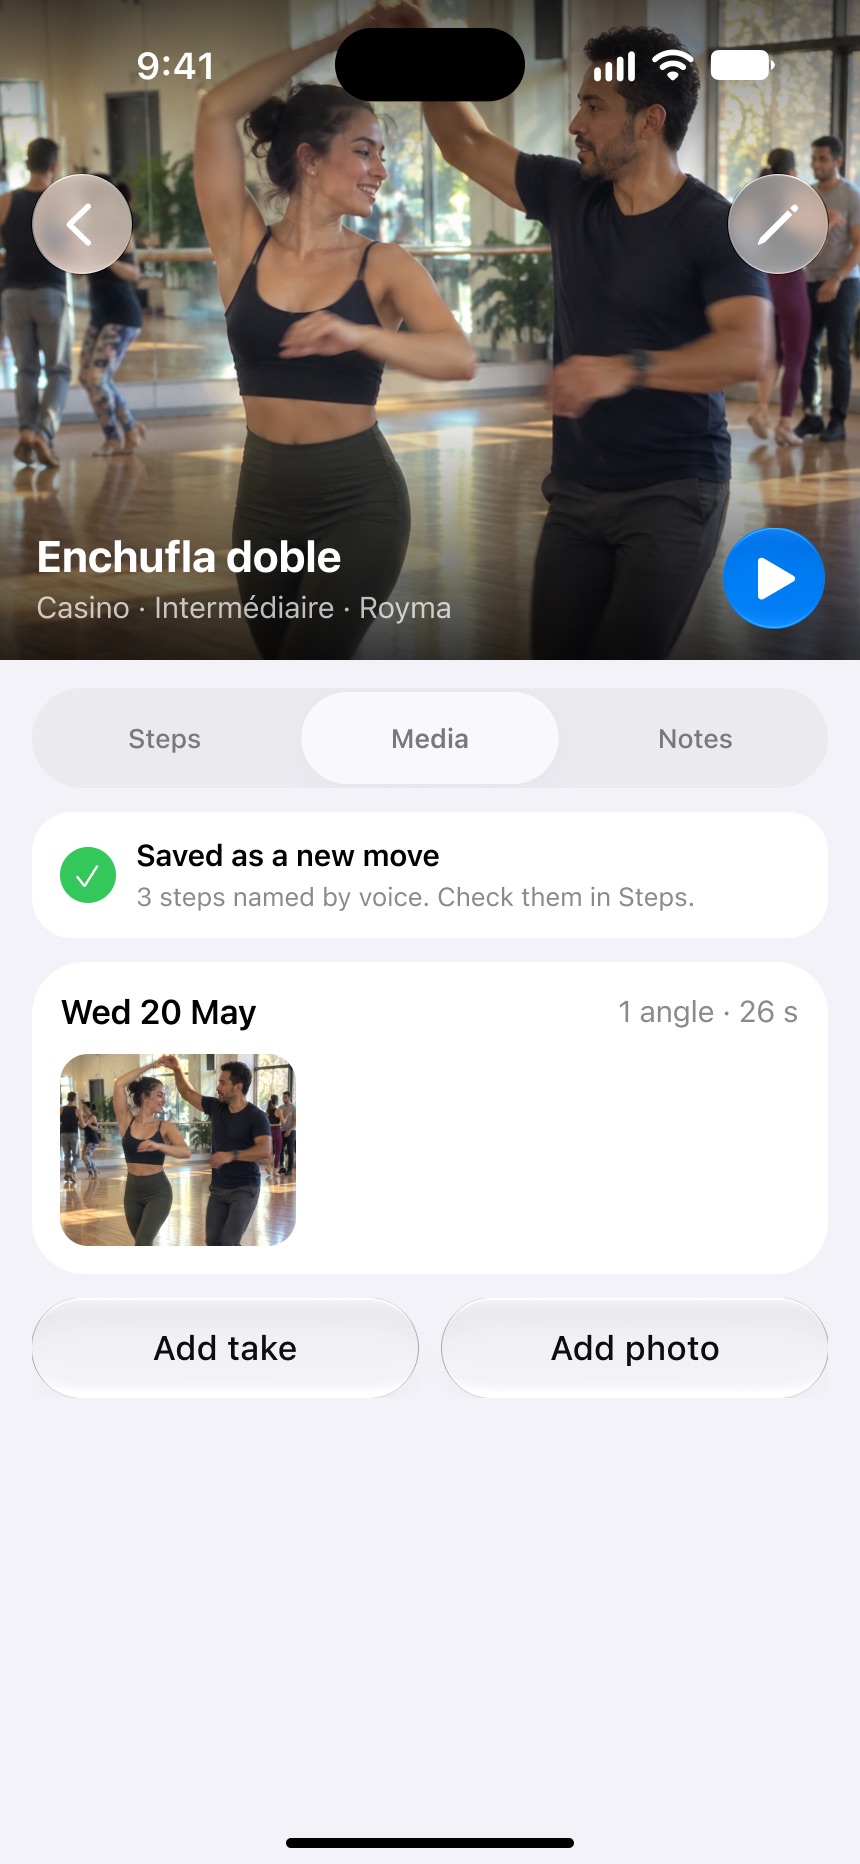 9:41
Enchufla doble
Casino · Intermédiaire · Royma
Steps
Media
Notes
Saved as a new move
3 steps named by voice. Check them in Steps.
Wed 20 May
1 angle · 26 s
Add take
Add photo